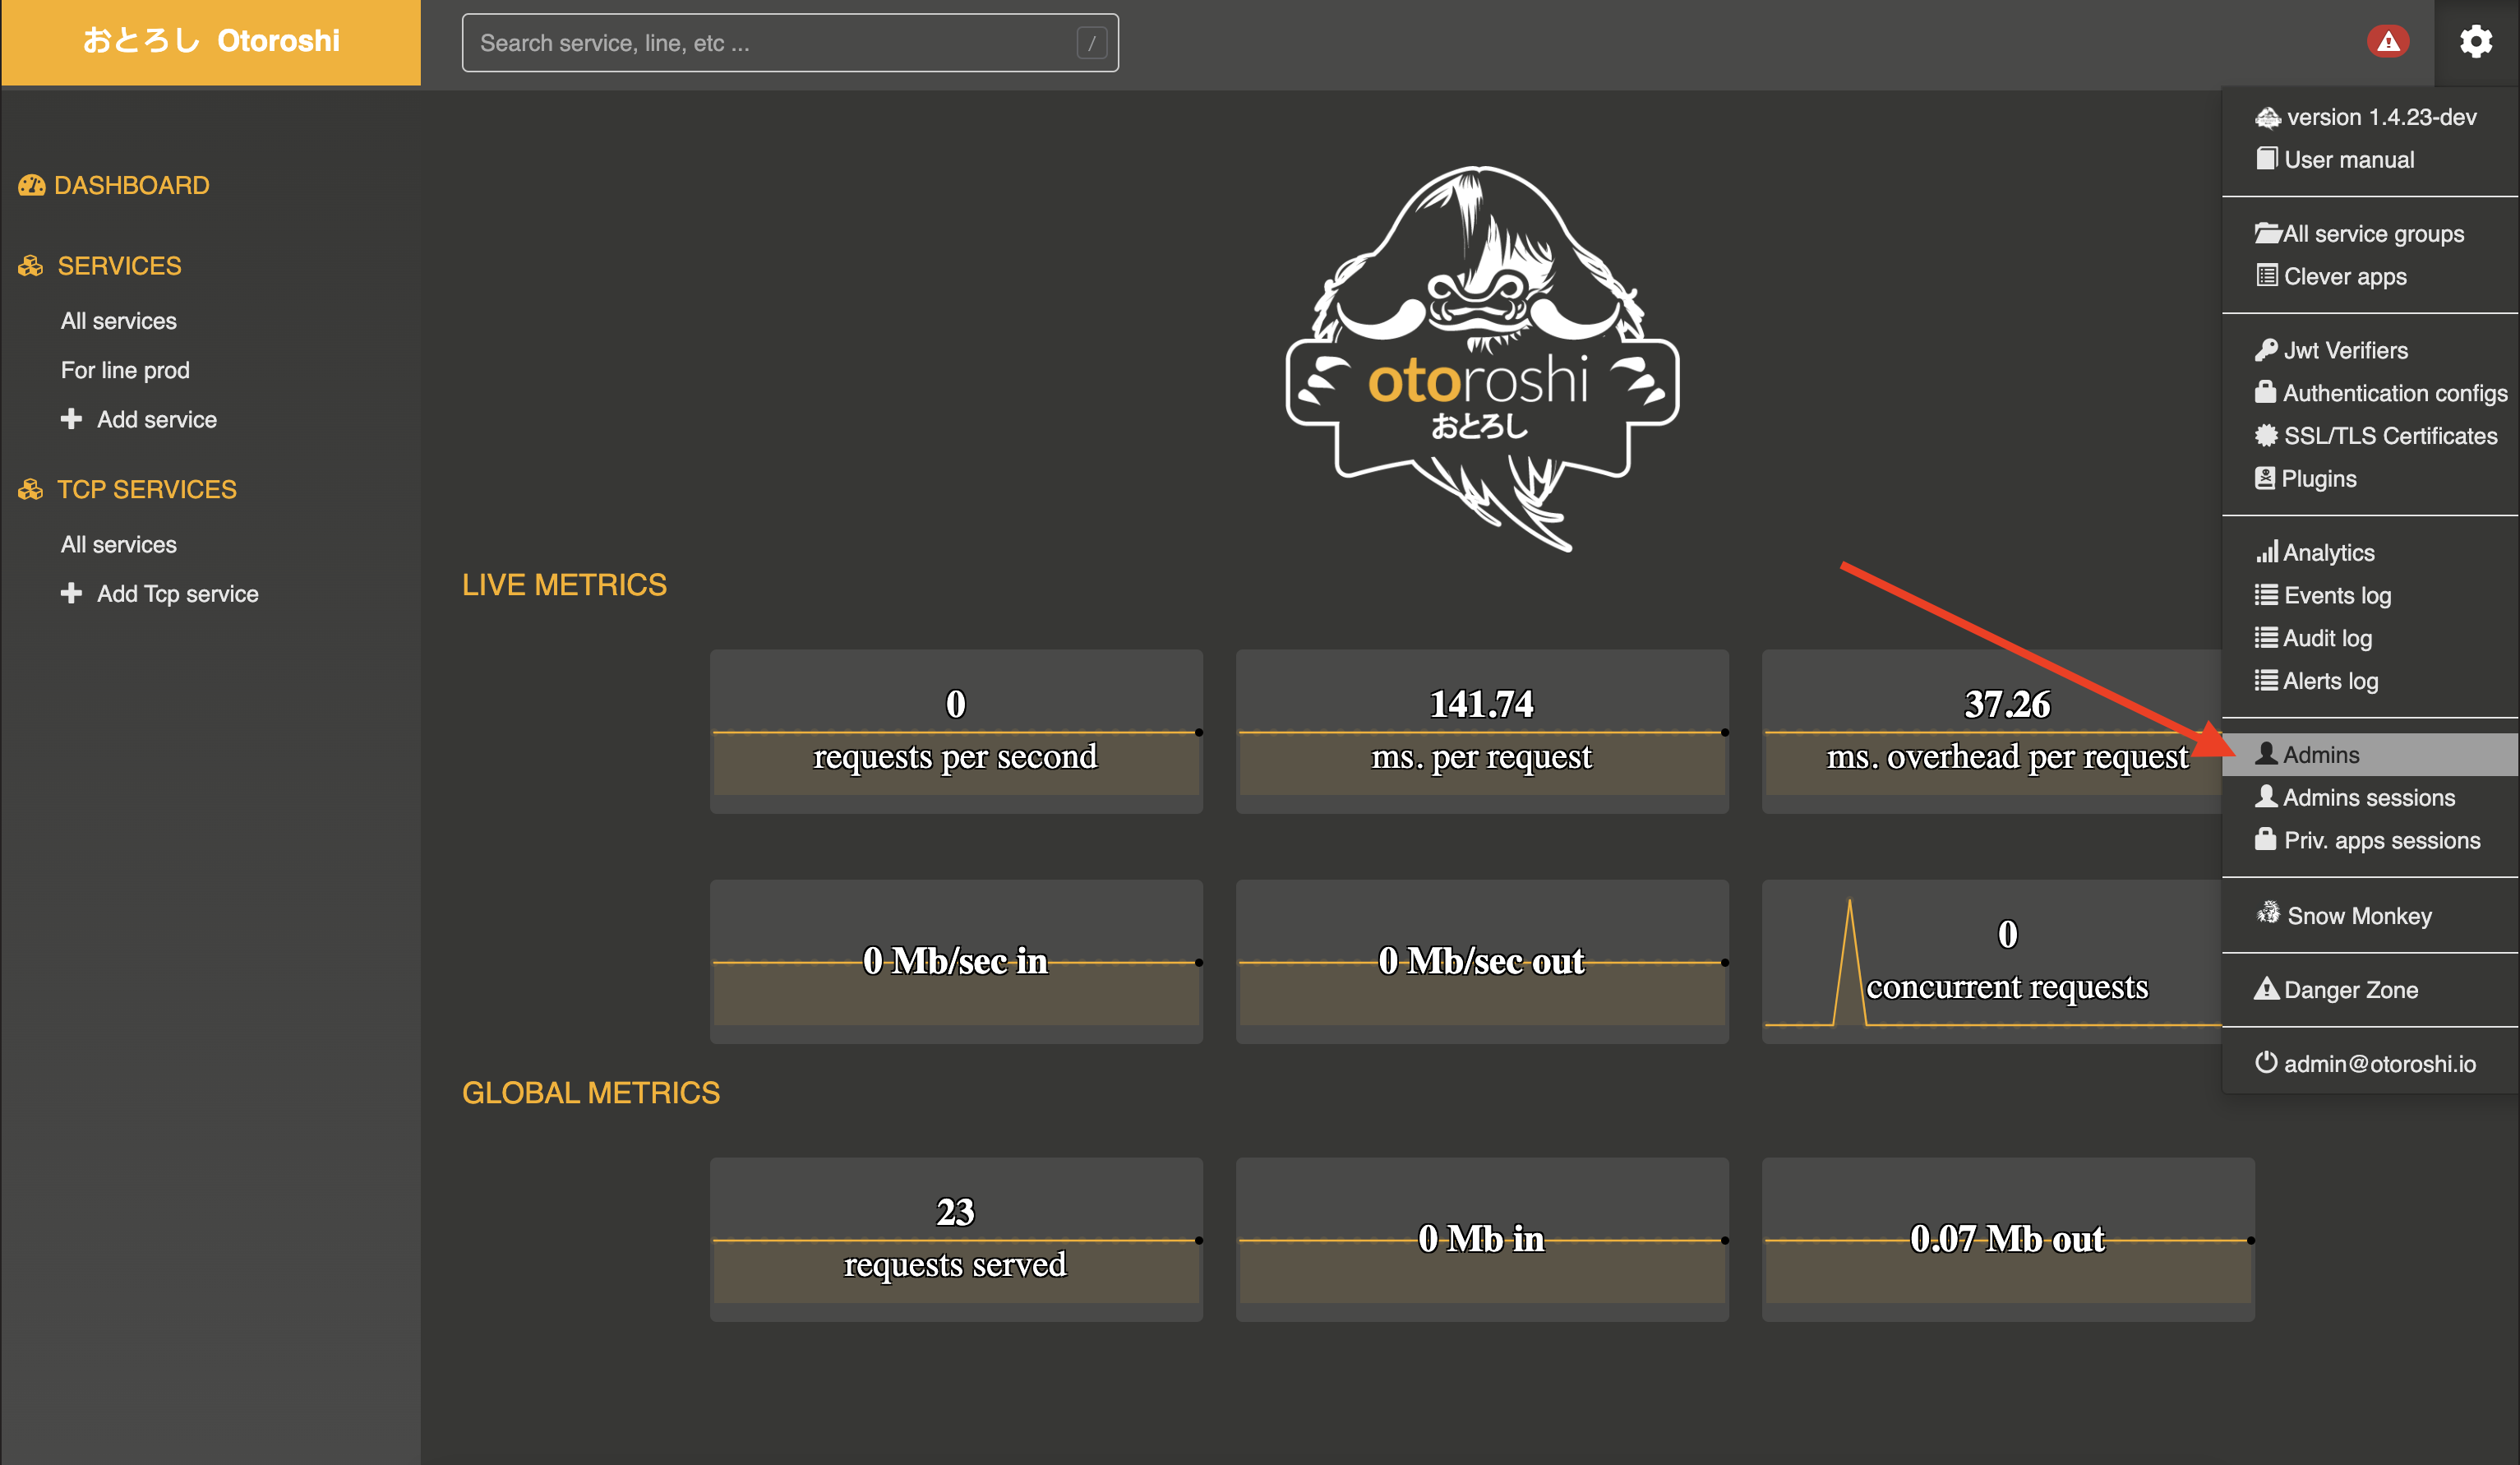 おとろし Otoroshi
Search service, line, etc ...
/
version 1.4.23-dev
User manual
All service groups
Clever apps
Jwt Verifiers
Authentication configs
SSL/TLS Certificates
Plugins
Analytics
Events log
Audit log
Alerts log
Admins
Admins sessions
Priv. apps sessions
Snow Monkey
Danger Zone
admin@otoroshi.io
DASHBOARD
SERVICES
All services
For line prod
Add service
TCP SERVICES
All services
Add Tcp service
otoroshi
おとろし
LIVE METRICS
0
requests per second
141.74
ms. per request
37.26
ms. overhead per request
0 Mb/sec in
0 Mb/sec out
0
concurrent requests
GLOBAL METRICS
23
requests served
0 Mb in
0.07 Mb out